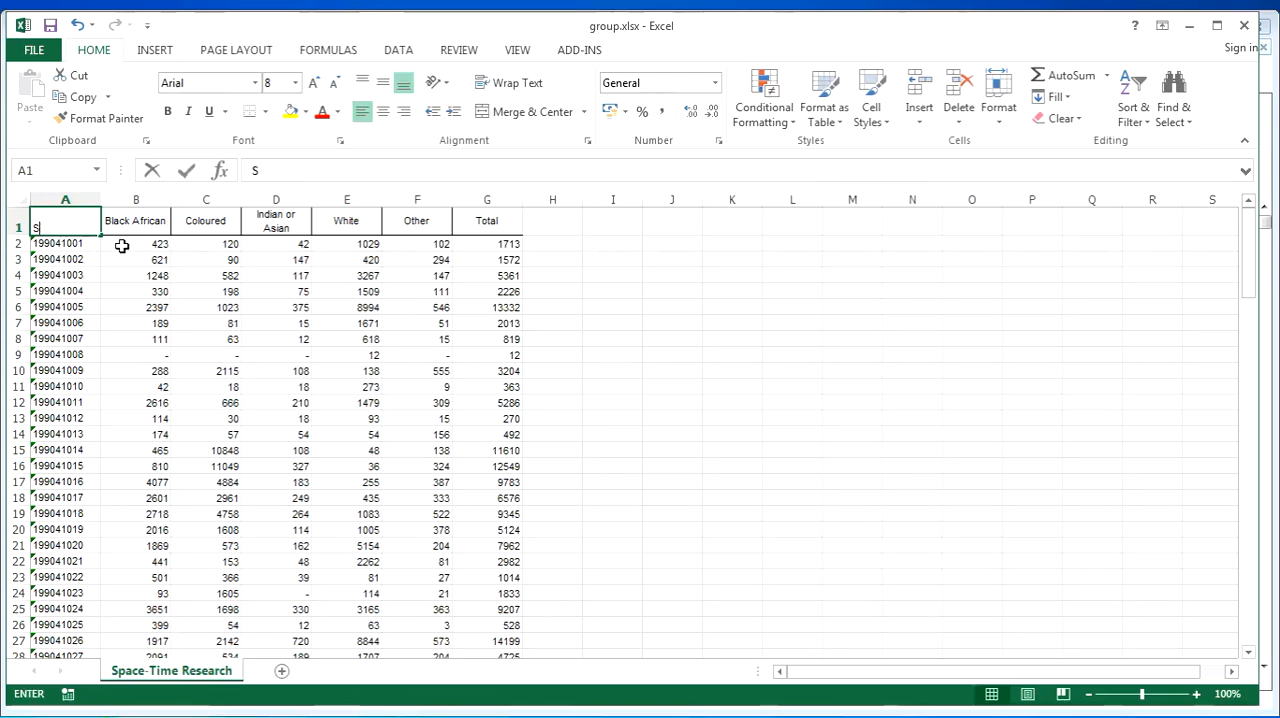 group.xlsx - Excel
FILE HOME INSERT PAGE LAYOUT FORMULAS DATA REVIEW VIEW ADD-INS Sign in
Cut
Copy
Format Painter
Paste
Clipboard
Arial 8
B I U
Font
Wrap Text
Merge & Center
Alignment
General
Number
Conditional Formatting
Format as Table
Cell Styles
Styles
Insert Delete Format
Cells
AutoSum
Fill
Clear
Sort & Filter
Find & Select
Editing
A1 S
A B C D E F G H I J K L M N O P Q R S
1 S Black African Coloured Indian or Asian White Other Total
2 199041001 423 120 42 1029 102 1713
3 199041002 621 90 147 420 294 1572
4 199041003 1248 582 117 3267 147 5361
5 199041004 330 198 75 1509 111 2226
6 199041005 2397 1023 375 8994 546 13332
7 199041006 189 81 15 1671 51 2013
8 199041007 111 63 12 618 15 819
9 199041008 - - - 12 - 12
10 199041009 288 2115 108 138 555 3204
11 199041010 42 18 18 273 9 363
12 199041011 2616 666 210 1479 309 5286
13 199041012 114 30 18 93 15 270
14 199041013 174 57 54 54 156 492
15 199041014 465 10848 108 48 138 11610
16 199041015 810 11049 327 36 324 12549
17 199041016 4077 4884 183 255 387 9783
18 199041017 2601 2961 249 435 333 6576
19 199041018 2718 4758 264 1083 522 9345
20 199041019 2016 1608 114 1005 378 5124
21 199041020 1869 573 162 5154 204 7962
22 199041021 441 153 48 2262 81 2982
23 199041022 501 366 39 81 27 1014
24 199041023 93 1605 - 114 21 1833
25 199041024 3651 1698 330 3165 363 9207
26 199041025 399 54 12 63 3 528
27 199041026 1917 2142 720 8844 573 14199
28 199041027 2091 534 189 1707 204 4725
Space-Time Research
ENTER 100%